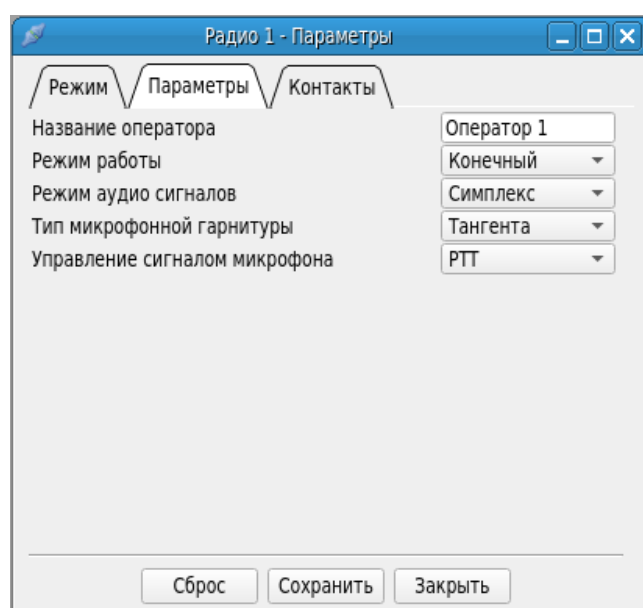 Радио 1 - Параметры
Режим Параметры Контакты
Название оператора Оператор 1
Режим работы Конечный
Режим аудио сигналов Симплекс
Тип микрофонной гарнитуры Тангента
Управление сигналом микрофона PTT
Сброс Сохранить Закрыть